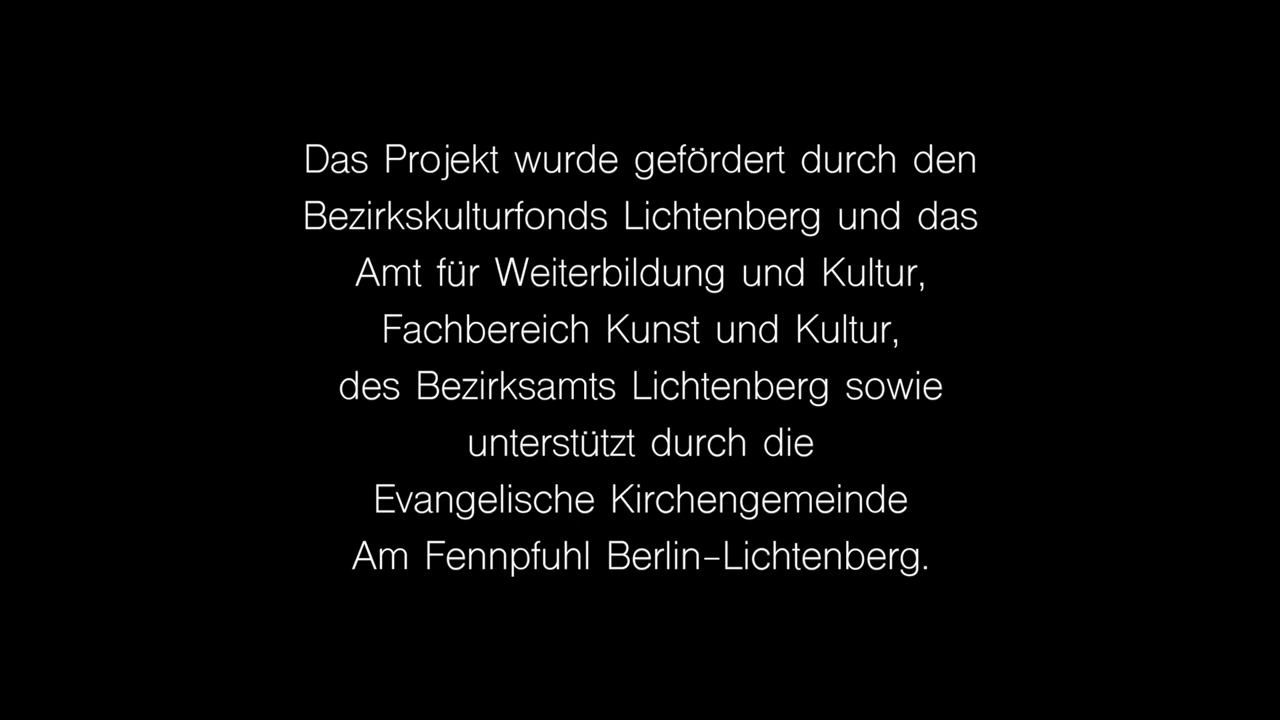 Das Projekt wurde gefördert durch den
Bezirkskulturfonds Lichtenberg und das
Amt für Weiterbildung und Kultur,
Fachbereich Kunst und Kultur,
des Bezirksamts Lichtenberg sowie
unterstützt durch die
Evangelische Kirchengemeinde
Am Fennpfuhl Berlin-Lichtenberg.